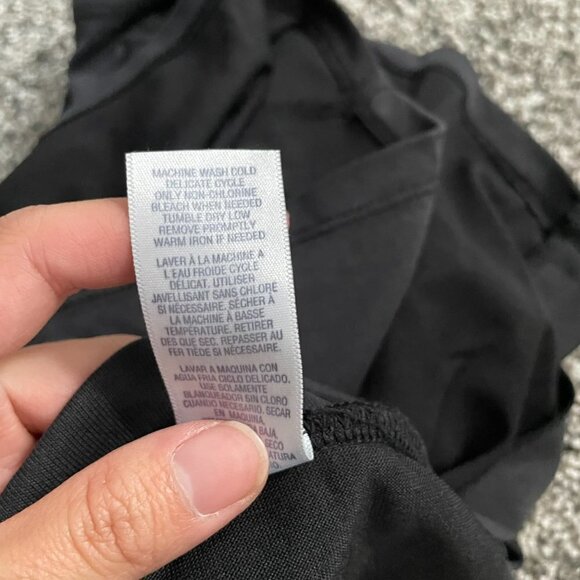 MACHINE WASH COLD
DELICATE CYCLE
ONLY NON-CHLORINE
BLEACH WHEN NEEDED
TUMBLE DRY LOW
REMOVE PROMPTLY
WARM IRON IF NEEDED
LAVER À LA MACHINE A
L'EAU FROIDE CYCLE
DÉLICAT. UTILISER
JAVELLISANT SANS CHLORE
SI NÉCESSAIRE. SÉCHER À
LA MACHINE À BASSE
TEMPÉRATURE. RETIRER
DES QUE. REPASSER AU
FER TIÈDE SI NÉCESSAIRE.
LAVAR A MAQUINA CON
AGUA FRIA CICLO DELICADO.
USE SOLAMENTE
BLANQUEADOR SIN CLORO
CUANDO NECESARIO. SECAR
EN MAQUINA
BAJA
SECO